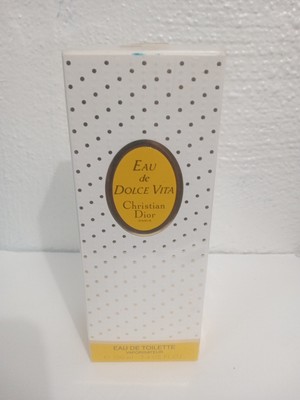 EAU
de
DOLCE VITA
Christian
Dior
EAU DE TOILETTE